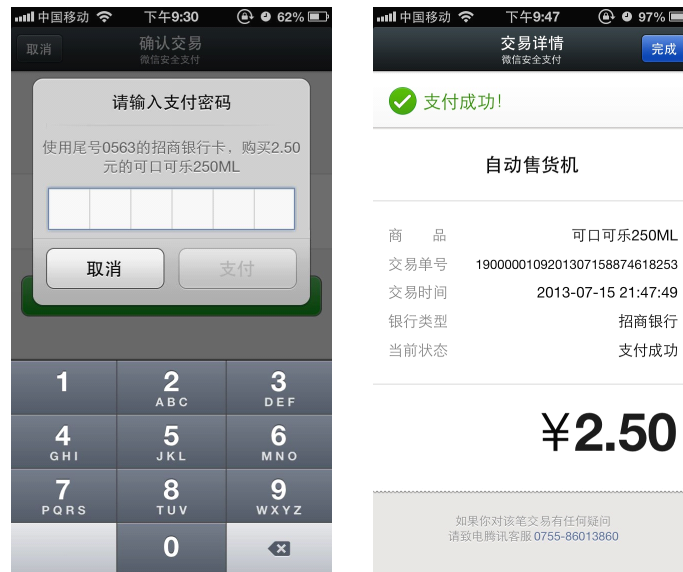 中国移动 下午9:30 62%
取消 确认交易
微信安全支付
请输入支付密码
使用尾号0563的招商银行卡，购买2.50
元的可口可乐250ML
取消 支付
1 2 3
ABC DEF
4 5 6
GHI JKL MNO
7 8 9
PQRS TUV WXYZ
0
中国移动 下午9:47 97%
交易详情 完成
微信安全支付
支付成功!
自动售货机
商 品 可口可乐250ML
交易单号 1900000109201307158874618253
交易时间 2013-07-15 21:47:49
银行类型 招商银行
当前状态 支付成功
¥2.50
如果你对该笔交易有任何疑问
请致电腾讯客服 0755-86013860